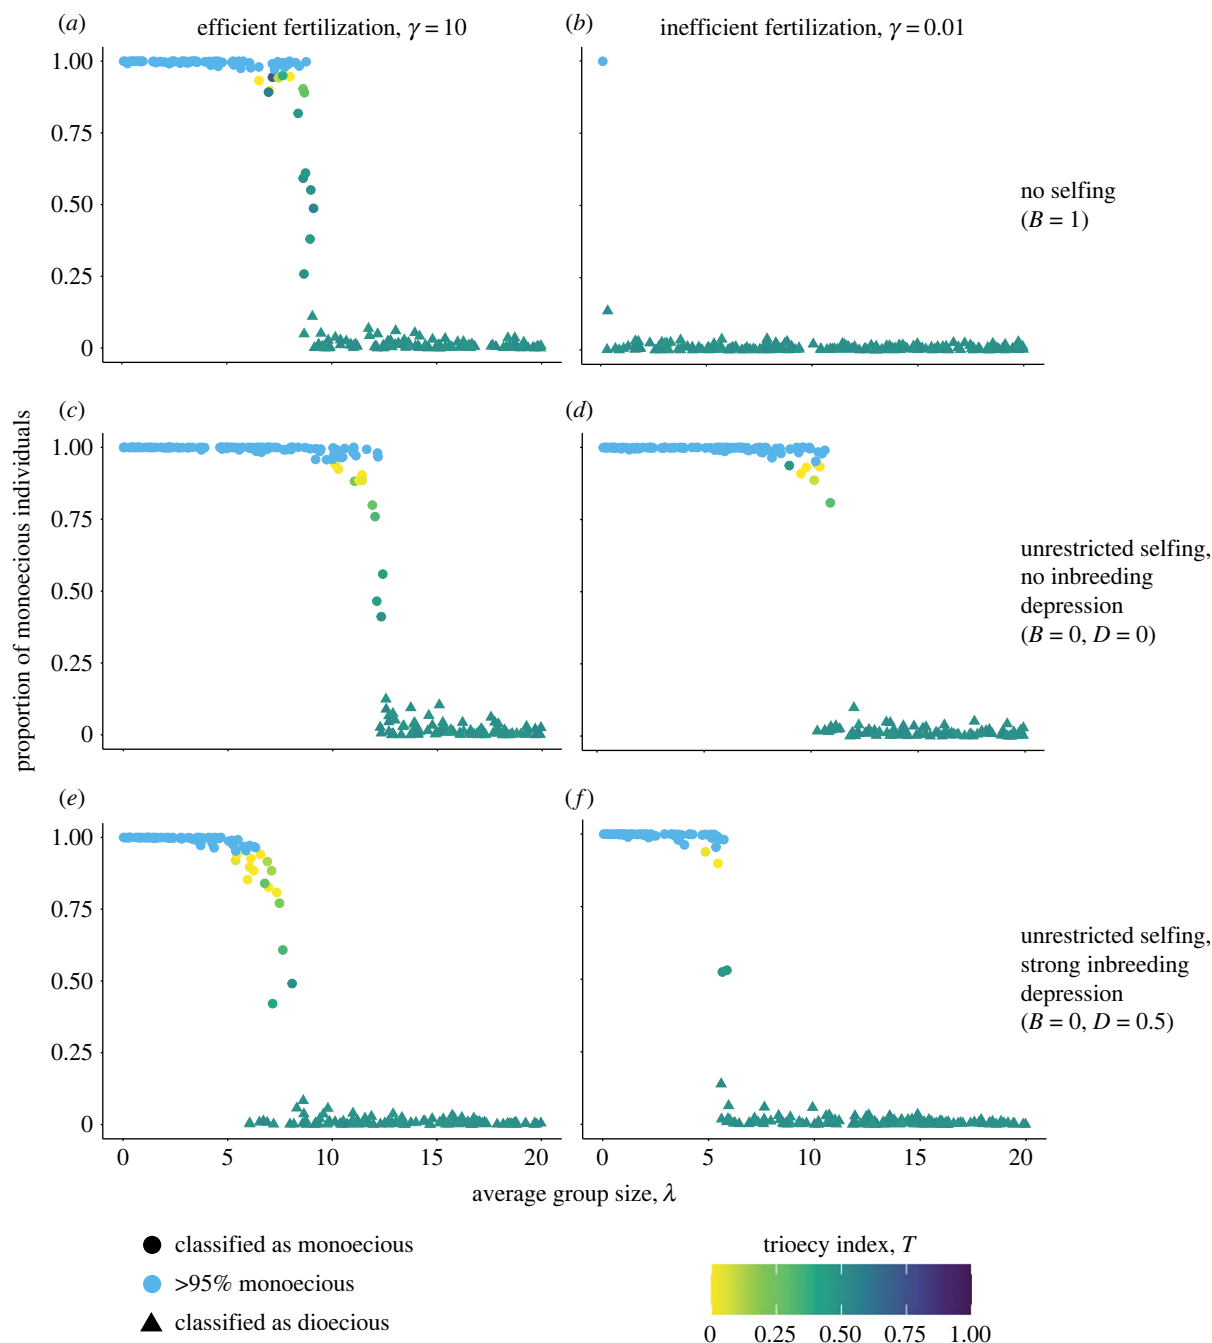 (a) efficient fertilization, γ = 10
(b) inefficient fertilization, γ = 0.01
1.00
0.75
0.50
0.25
0
no selfing
(B = 1)
(c)
(d)
1.00
0.75
0.50
0.25
0
unrestricted selfing,
no inbreeding
depression
(B = 0, D = 0)
proportion of monoecious individuals
(e)
(f)
1.00
0.75
0.50
0.25
0
unrestricted selfing,
strong inbreeding
depression
(B = 0, D = 0.5)
0 5 10 15 20
0 5 10 15 20
average group size, λ
classified as monoecious
>95% monoecious
classified as dioecious
trioecy index, T
0 0.25 0.50 0.75 1.00